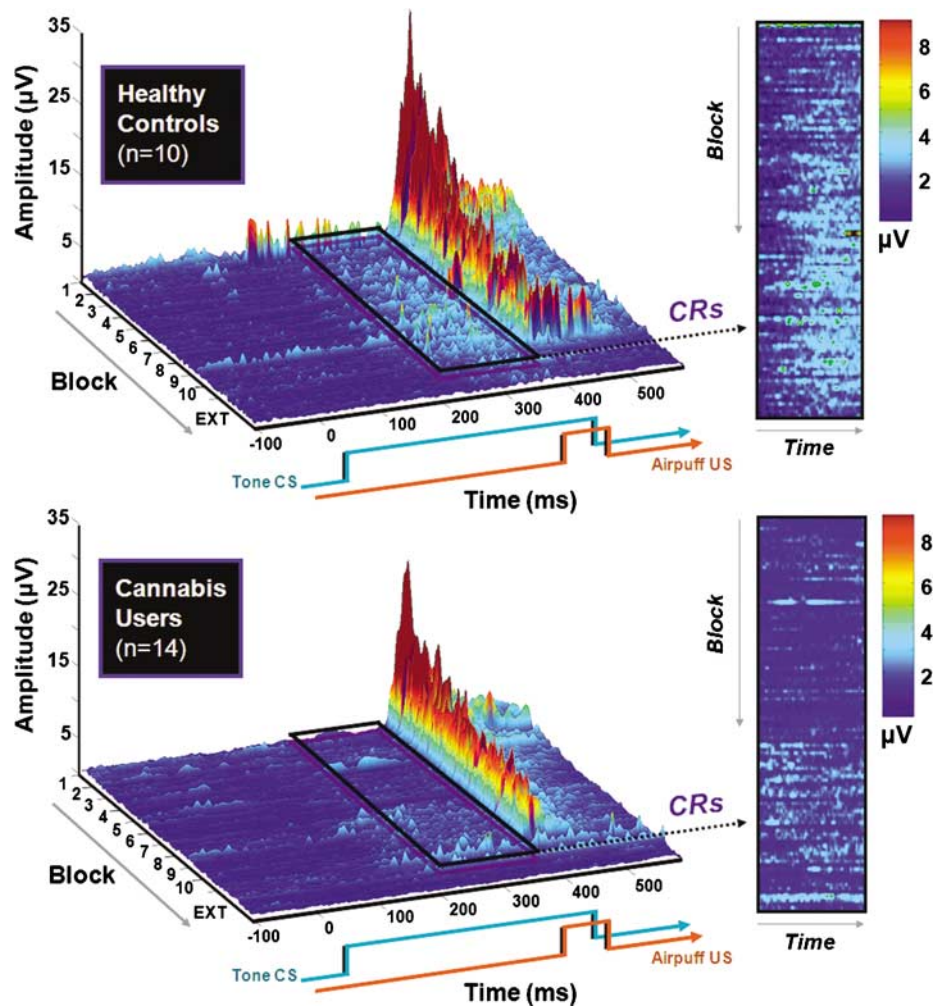 35
25
15
5
Amplitude (µV)
Healthy
Controls
(n=10)
1
2
3
4
5
6
7
8
9
10
EXT
Block
-100
0
100
200
300
400
500
CRs
Tone CS
Airpuff US
Time (ms)
Block
Time
8
6
4
2
µV
35
25
15
5
Amplitude (µV)
Cannabis
Users
(n=14)
1
2
3
4
5
6
7
8
9
10
EXT
Block
-100
0
100
200
300
400
500
CRs
Tone CS
Airpuff US
Time (ms)
Block
Time
8
6
4
2
µV